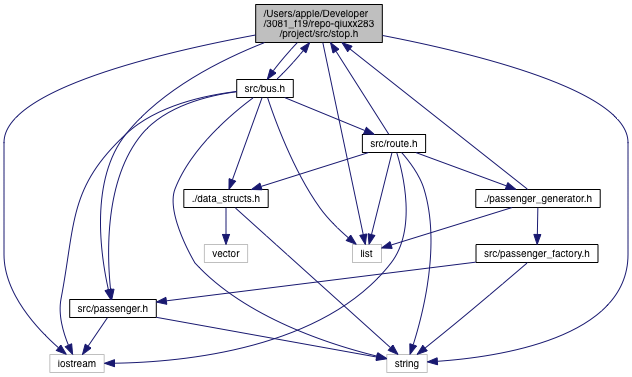 /Users/apple/Developer
/3081_f19/repo-qiuxx283
/project/src/stop.h
src/bus.h
src/route.h
./data_structs.h
./passenger_generator.h
vector
list
src/passenger_factory.h
src/passenger.h
iostream
string